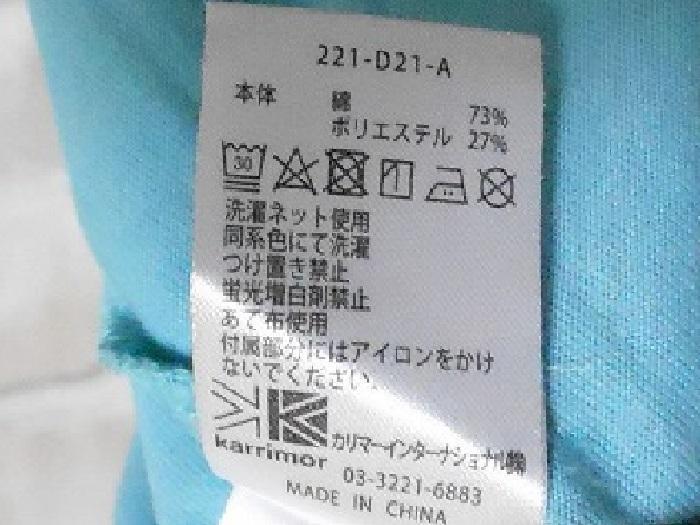 221-D21-A
本体 綿 73%
ポリエステル 27%
30
洗濯ネット使用
同系色にて洗濯
つけ置き禁止
蛍光増白剤禁止
あて布使用
付属部分にはアイロンをかけ
ないでください。
karrimor カリマーインターナショナル㈱
03-3221-6883
MADE IN CHINA